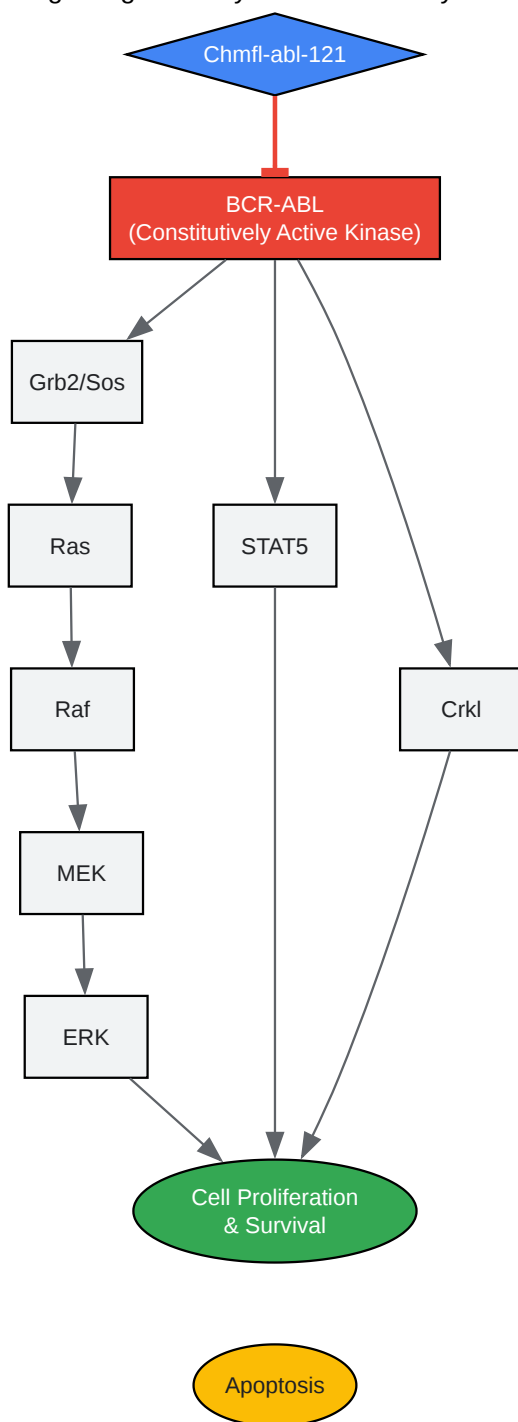 Chmfl-abl-121
BCR-ABL
(Constitutively Active Kinase)
Grb2/Sos
Ras
STAT5
Raf
Crkl
MEK
ERK
Cell Proliferation
& Survival
Apoptosis